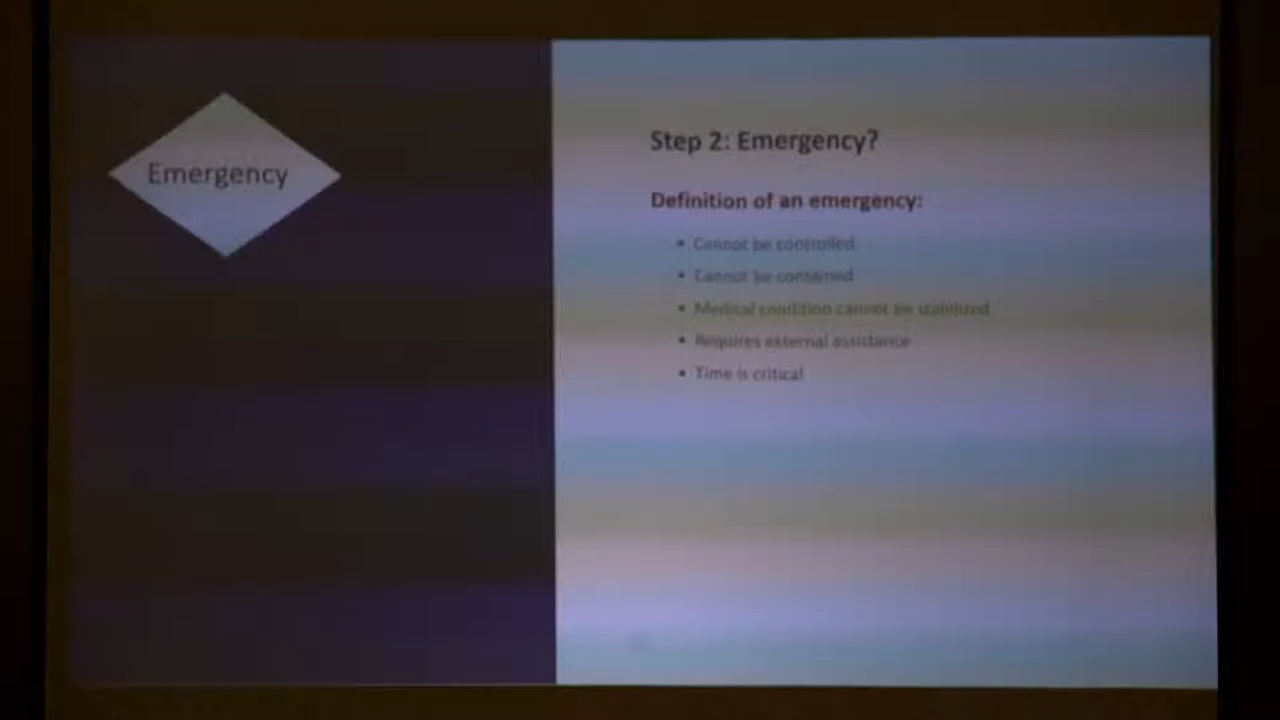 Emergency
Step 2: Emergency?
Definition of an emergency:
• Cannot be controlled
• Cannot be contained
• Medical condition cannot be stabilized
• Requires external assistance
• Time is critical